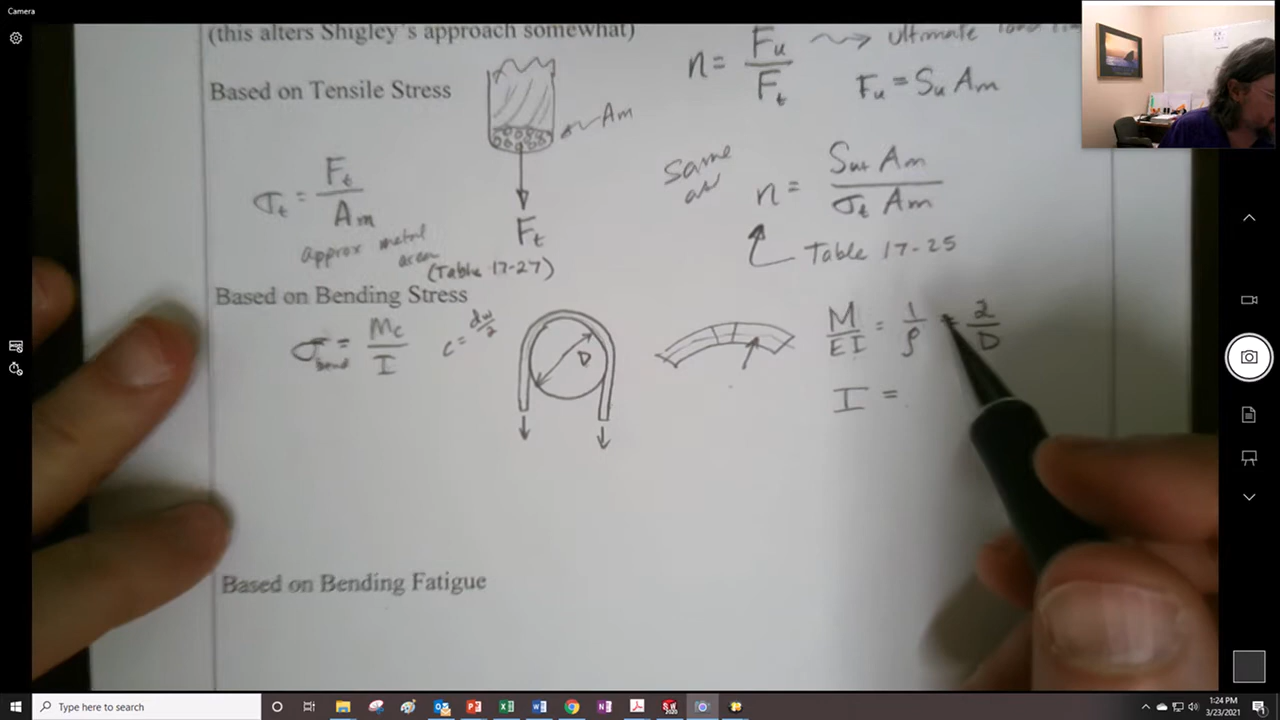 Camera
(this alters Shigley's approach somewhat)
n = Fu / Ft → ultimate
Fu = Su Am
Based on Tensile Stress
Am
σt = Ft / Am
approx metal area (Table 17-27)
Ft
same as n = Sut Am / σt Am
Table 17-25
Based on Bending Stress
σbend = Mc / I
c = dw/2
D
M / EI = 1 / ρ = 2 / D
I =
Based on Bending Fatigue
Type here to search
1:24 PM
3/23/2021